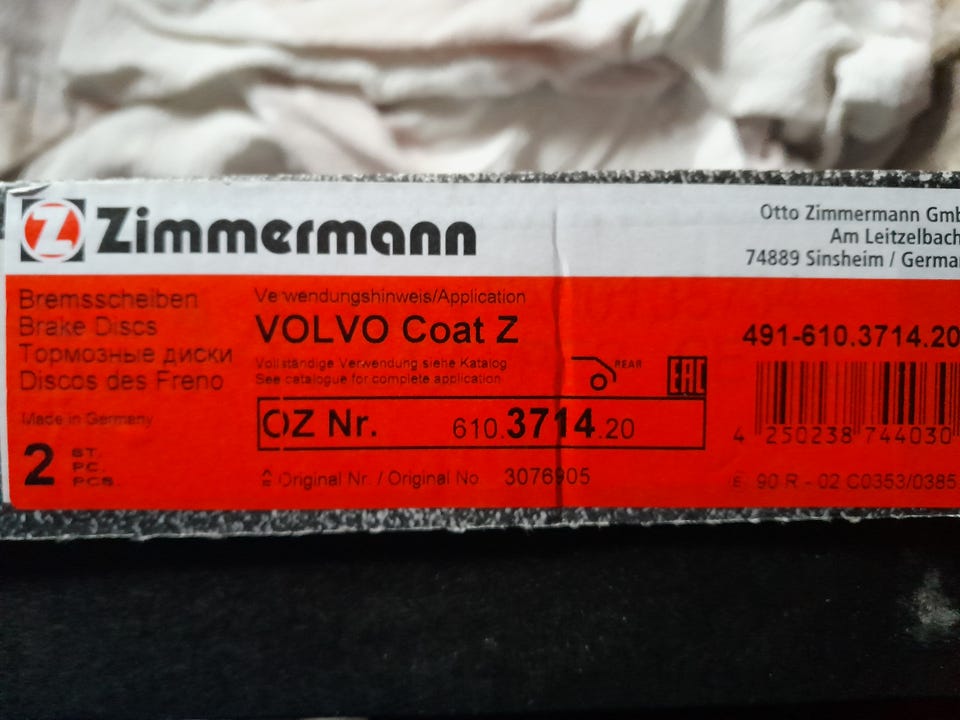 Zimmermann
Otto Zimmermann Gmb
Am Leitzelbach
74889 Sinsheim / Germa
Bremsscheiben
Brake Discs
Тормозные диски
Discos des Freno
Made in Germany
2 ST.
PC.
PCS.
Verwendungshinweis/Application
VOLVO Coat Z
Vollständige Verwendung siehe Katalog
See catalogue for complete application
REAR
EAC
OZ Nr. 610.3714.20
Original Nr. / Original No. 3076905
491-610.3714.20
4 250238 744030
E 90 R - 02 C0353/0385